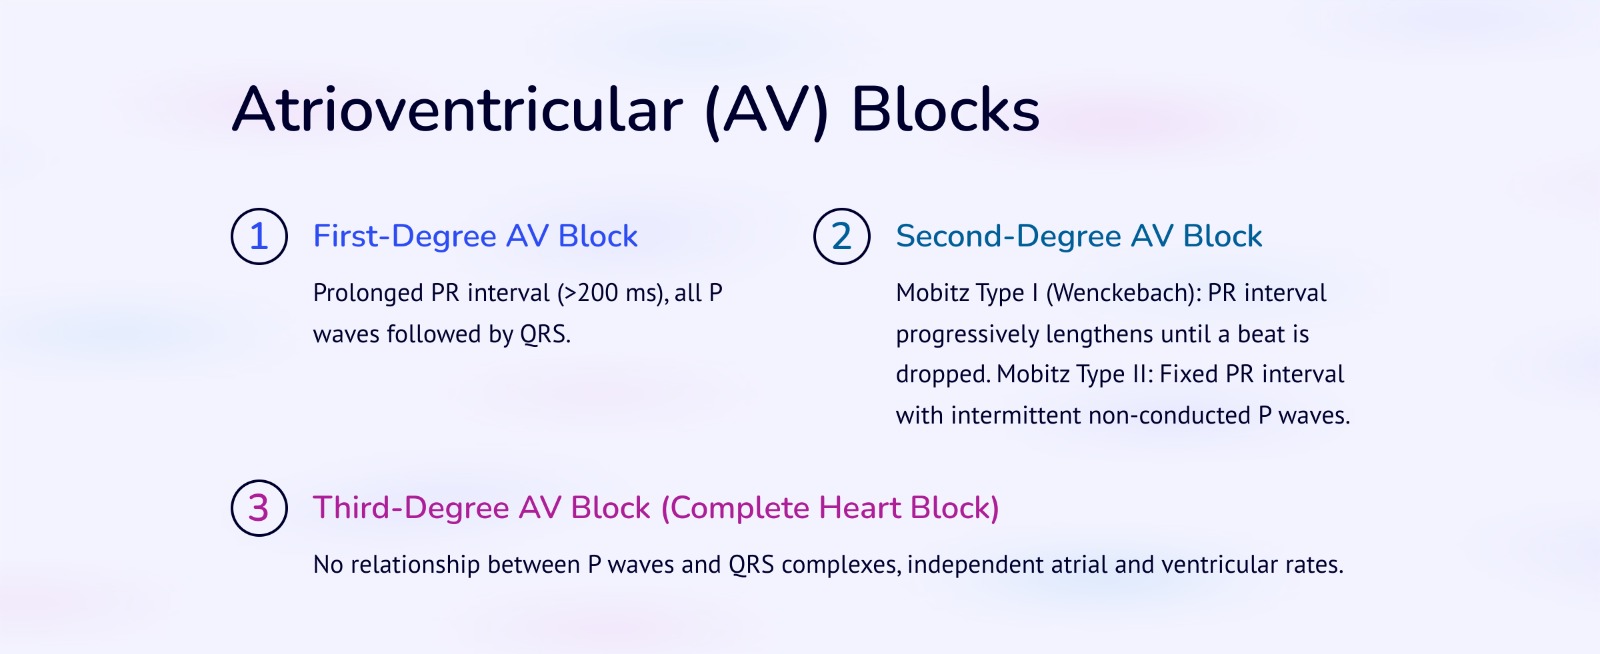 Atrioventricular (AV) Blocks
1
First-Degree AV Block
Prolonged PR interval (>200 ms), all P
waves followed by QRS.
2
Second-Degree AV Block
Mobitz Type I (Wenckebach): PR interval
progressively lengthens until a beat is
dropped. Mobitz Type II: Fixed PR interval
with intermittent non-conducted P waves.
3
Third-Degree AV Block (Complete Heart Block)
No relationship between P waves and QRS complexes, independent atrial and ventricular rates.